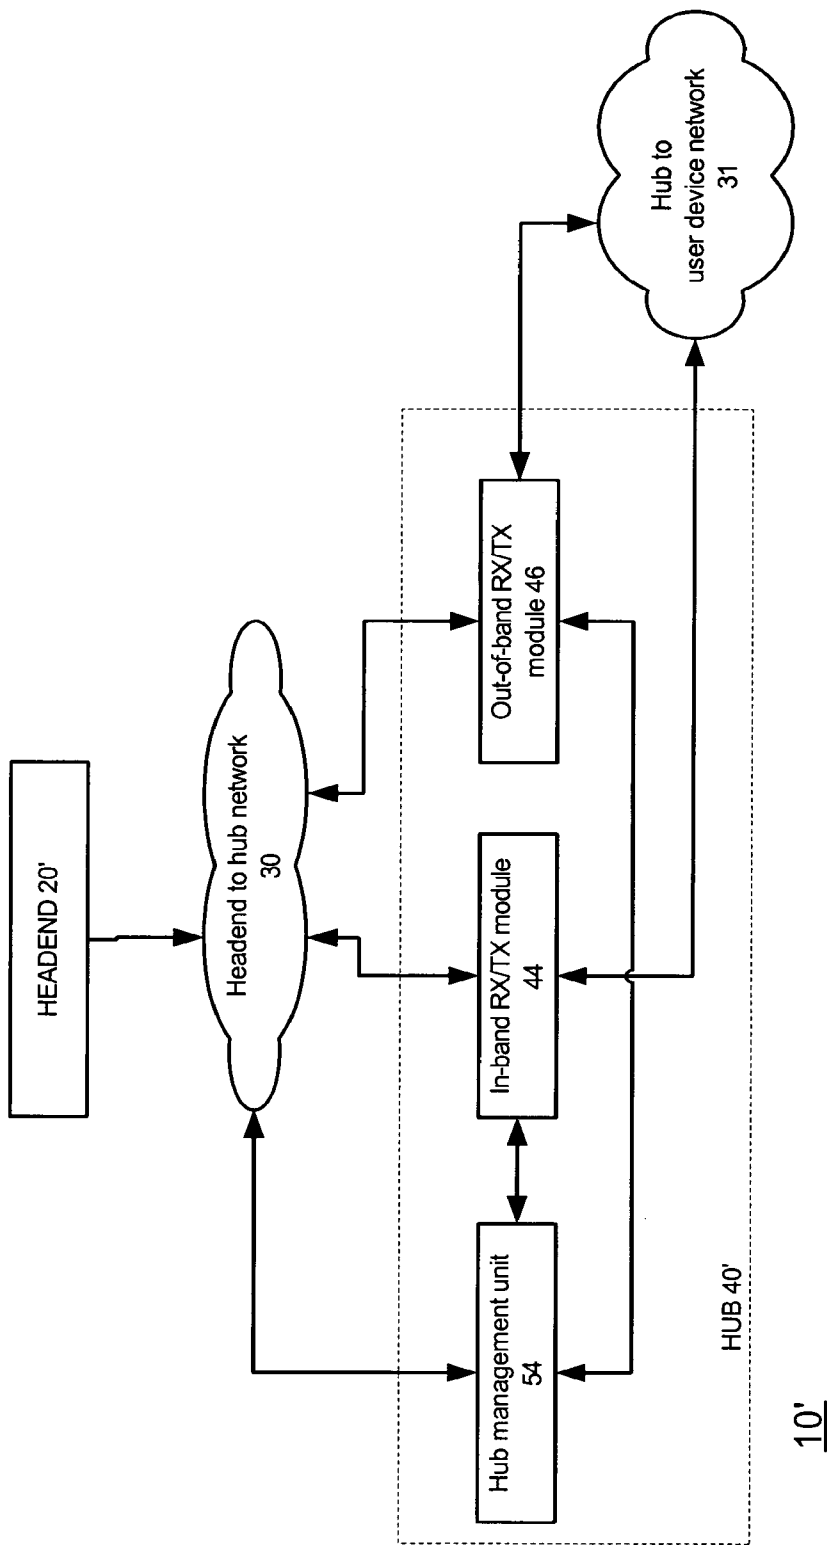 HEADEND 20'
Headend to hub network
30
Hub management unit
54
In-band RX/TX module
44
Out-of-band RX/TX
module 46
Hub to
user device network
31
HUB 40'
10'